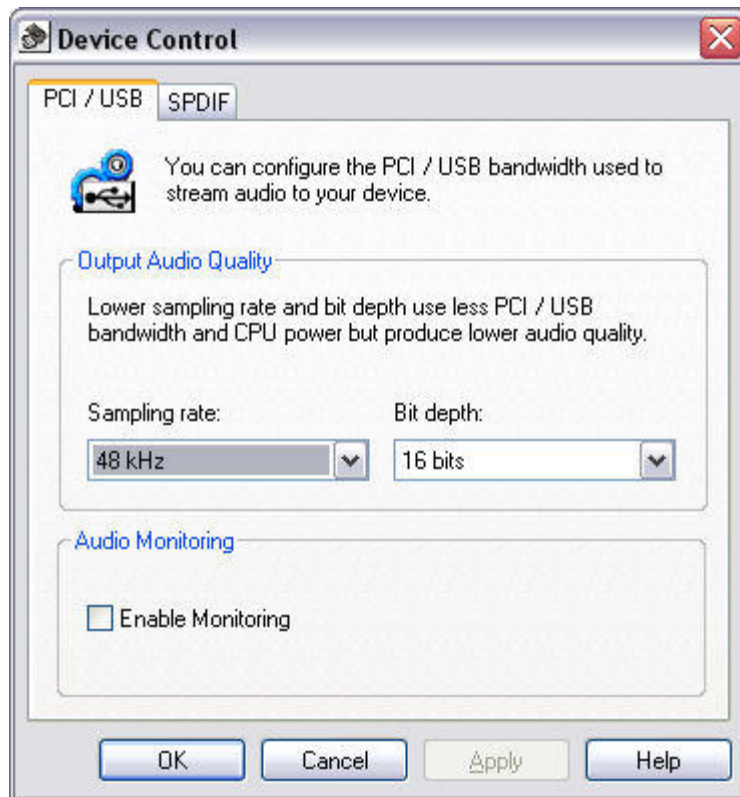 Device Control
PCI / USB
SPDIF
You can configure the PCI / USB bandwidth used to
stream audio to your device.
Output Audio Quality
Lower sampling rate and bit depth use less PCI / USB
bandwidth and CPU power but produce lower audio quality.
Sampling rate:
Bit depth:
48 kHz
16 bits
Audio Monitoring
Enable Monitoring
OK
Cancel
Apply
Help